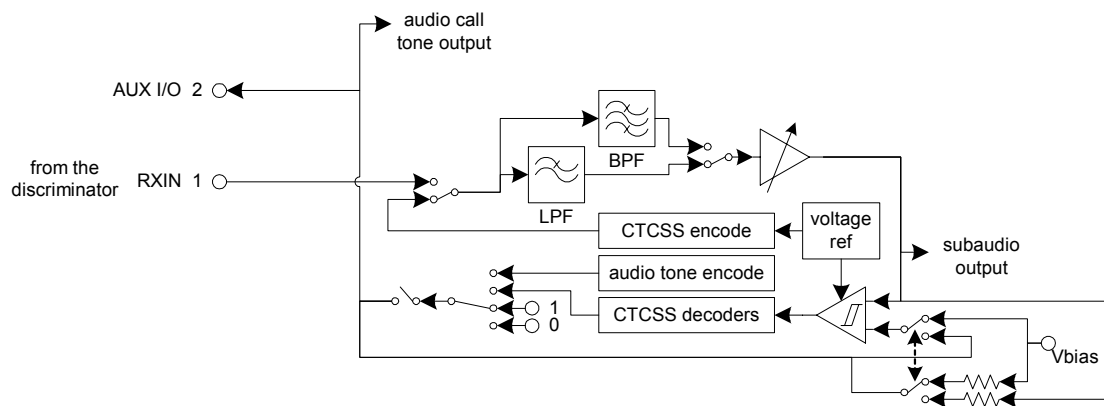 audio call
tone output
AUX I/O 2
from the
discriminator
RXIN 1
BPF
LPF
CTCSS encode
voltage
ref
subaudio
output
audio tone encode
CTCSS decoders
1
0
Vbias